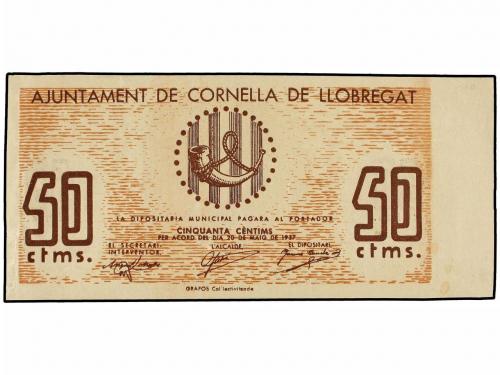 AJUNTAMENT DE CORNELLA DE LLOBREGAT
50 ctms.
50 ctms.
LA DIPOSITARIA MUNICIPAL PAGARA AL PORTADOR
CINQUANTA CÈNTIMS
PER ACORD DEL DIA 20 DE MAIG DE 1937
EL SECRETARI INTERVENTOR,
L'ALCALDE,
EL DIPOSITARI,
GRAFOS Col·lectivitzada